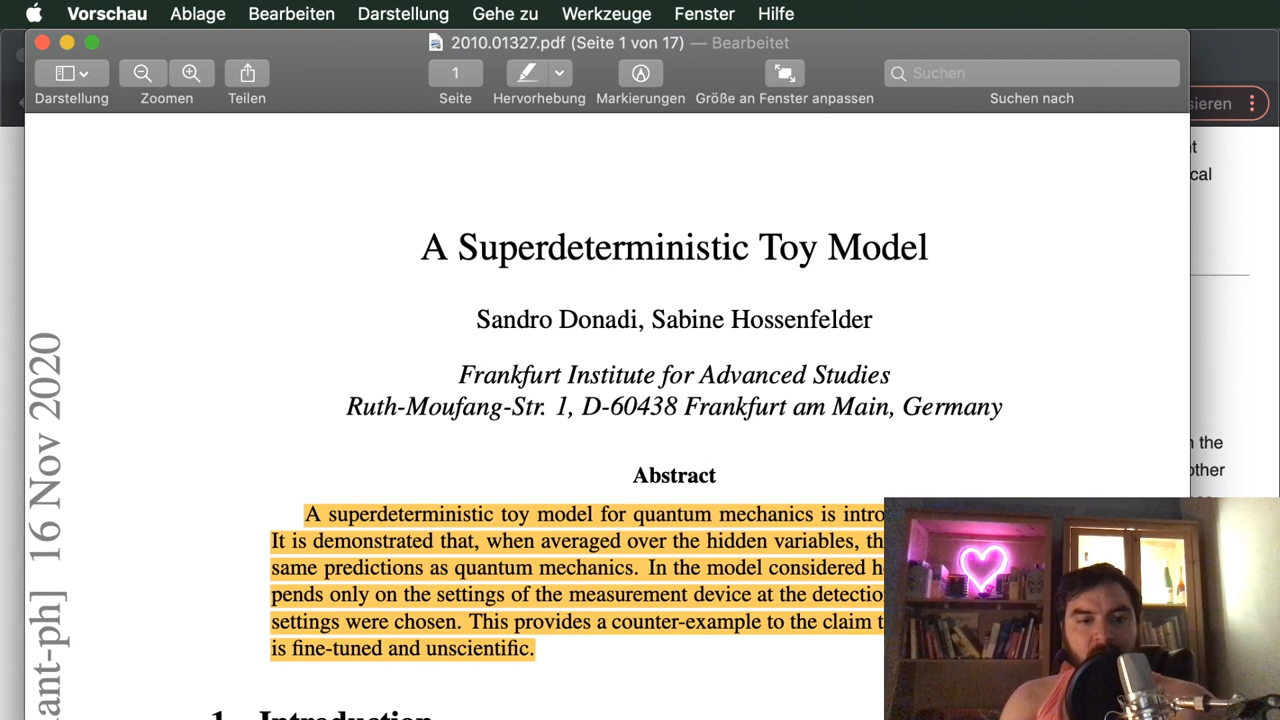 Vorschau Ablage Bearbeiten Darstellung Gehe zu Werkzeuge Fenster Hilfe
2010.01327.pdf (Seite 1 von 17) — Bearbeitet
1 Suchen
Darstellung Zoomen Teilen Seite Hervorhebung Markierungen Größe an Fenster anpassen Suchen nach
sieren
cal
A Superdeterministic Toy Model
Sandro Donadi, Sabine Hossenfelder
Frankfurt Institute for Advanced Studies
Ruth-Moufang-Str. 1, D-60438 Frankfurt am Main, Germany
the
Abstract
other
A superdeterministic toy model for quantum mechanics is intro
It is demonstrated that, when averaged over the hidden variables, th
same predictions as quantum mechanics. In the model considered h
pends only on the settings of the measurement device at the detectio
settings were chosen. This provides a counter-example to the claim t
is fine-tuned and unscientific.
1 Introduction
ant-ph] 16 Nov 2020